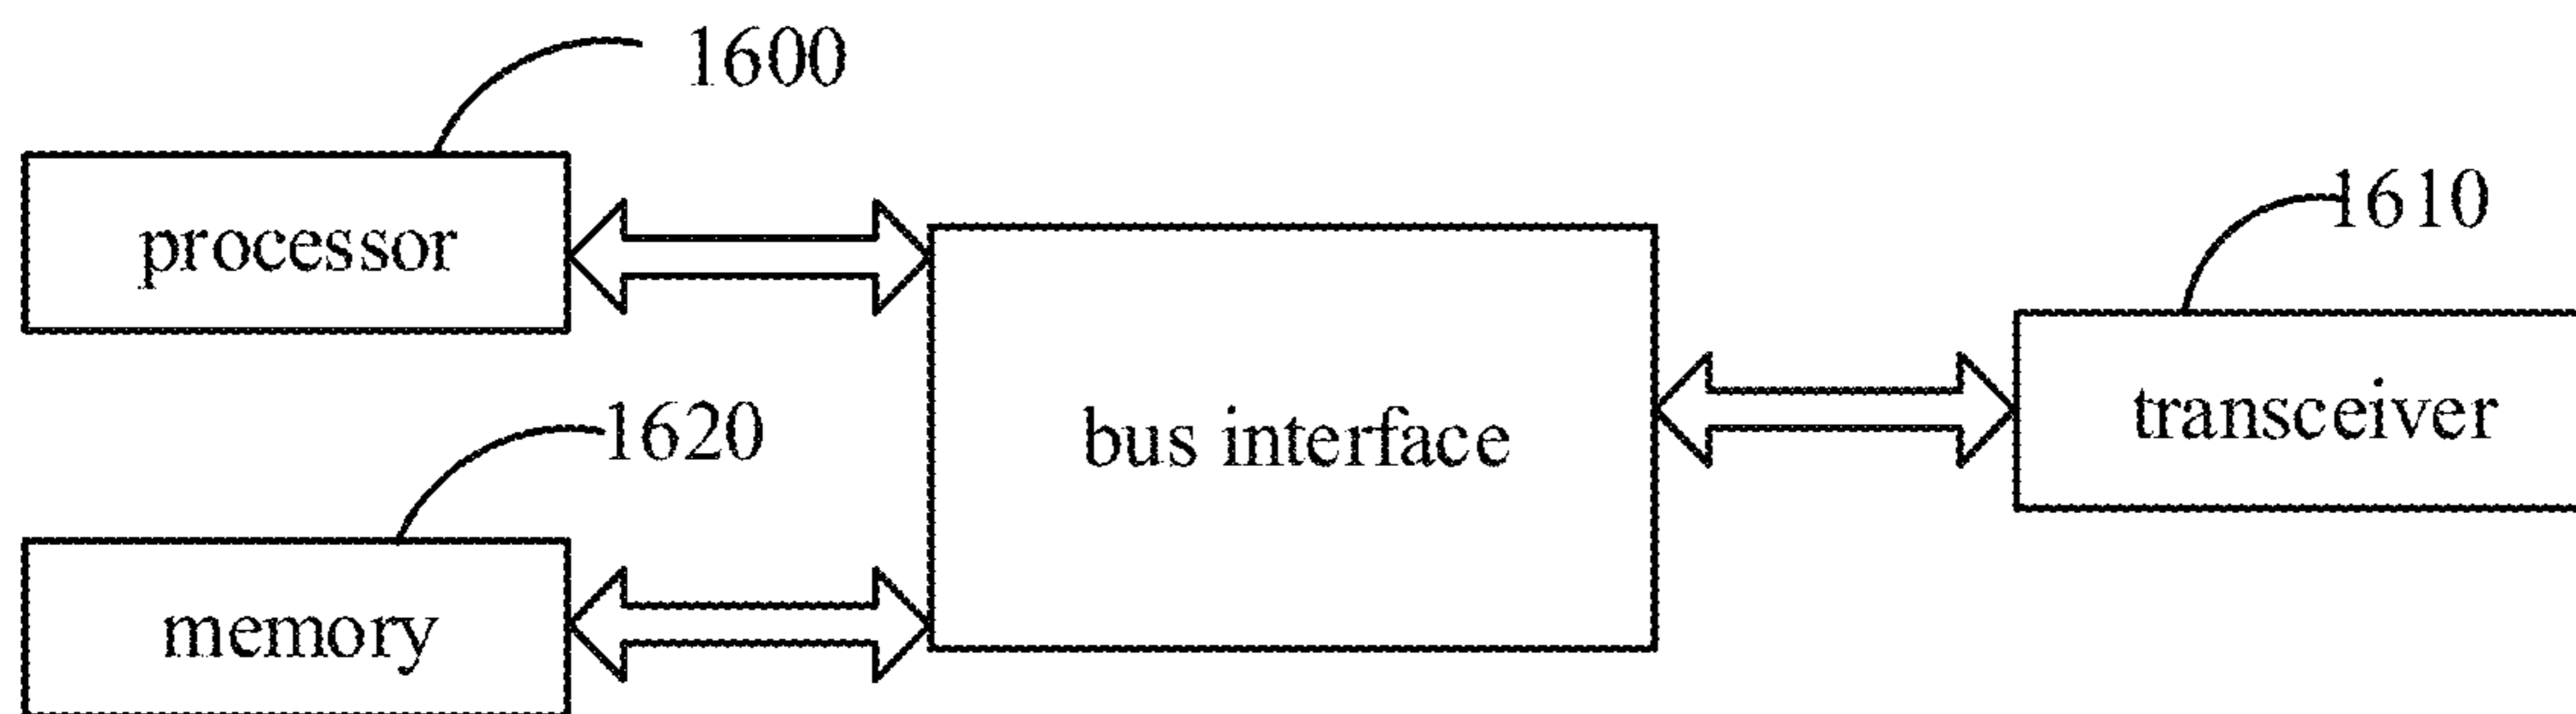 1600
processor
1610
1620
bus interface
transceiver
memory